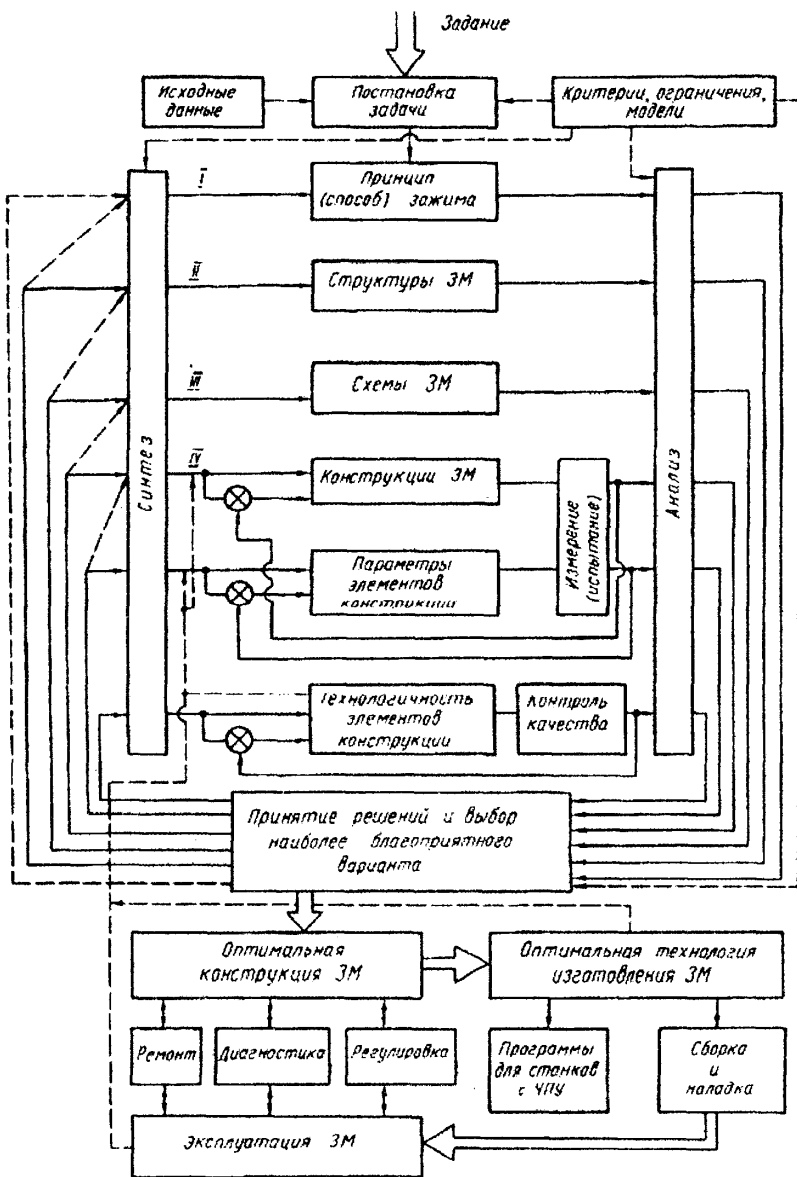 Задание
Исходные
данные
Постановка
задачи
Критерии, ограничения,
модели
I
Принцип
(способ) зажима
II
Структуры ЗМ
III
Схемы ЗМ
Синтез
Анализ
IV
Конструкции ЗМ
Измерение
(испытание)
Параметры
элементов
конструкции
Технологичность
элементов
конструкции
Контроль
качества
Принятие решений и выбор
наиболее благоприятного
варианта
Оптимальная
конструкция ЗМ
Оптимальная технология
изготовления ЗМ
Ремонт
Диагностика
Регулировка
Программы
для станков
с ЧПУ
Сборка
и
наладка
Эксплуатация ЗМ